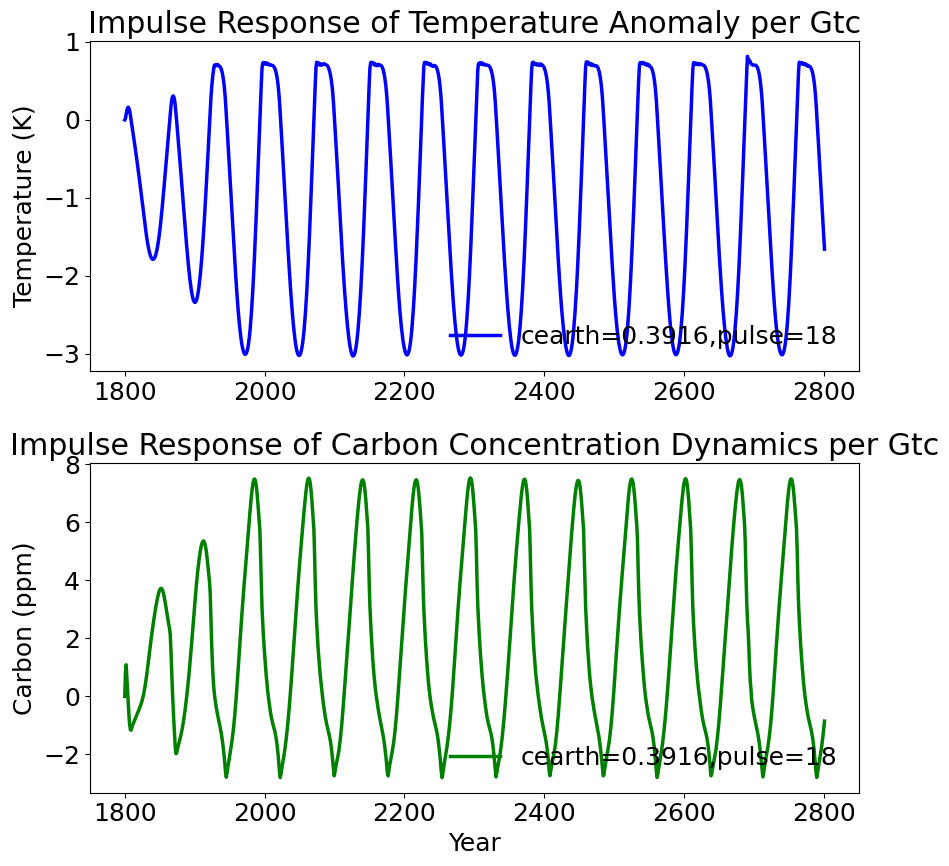 Impulse Response of Temperature Anomaly per Gtc
1
0
−1
−2
−3
Temperature (K)
cearth=0.3916,pulse=18
1800 2000 2200 2400 2600 2800
Impulse Response of Carbon Concentration Dynamics per Gtc
8
6
4
2
0
−2
Carbon (ppm)
cearth=0.3916,pulse=18
1800 2000 2200 2400 2600 2800
Year